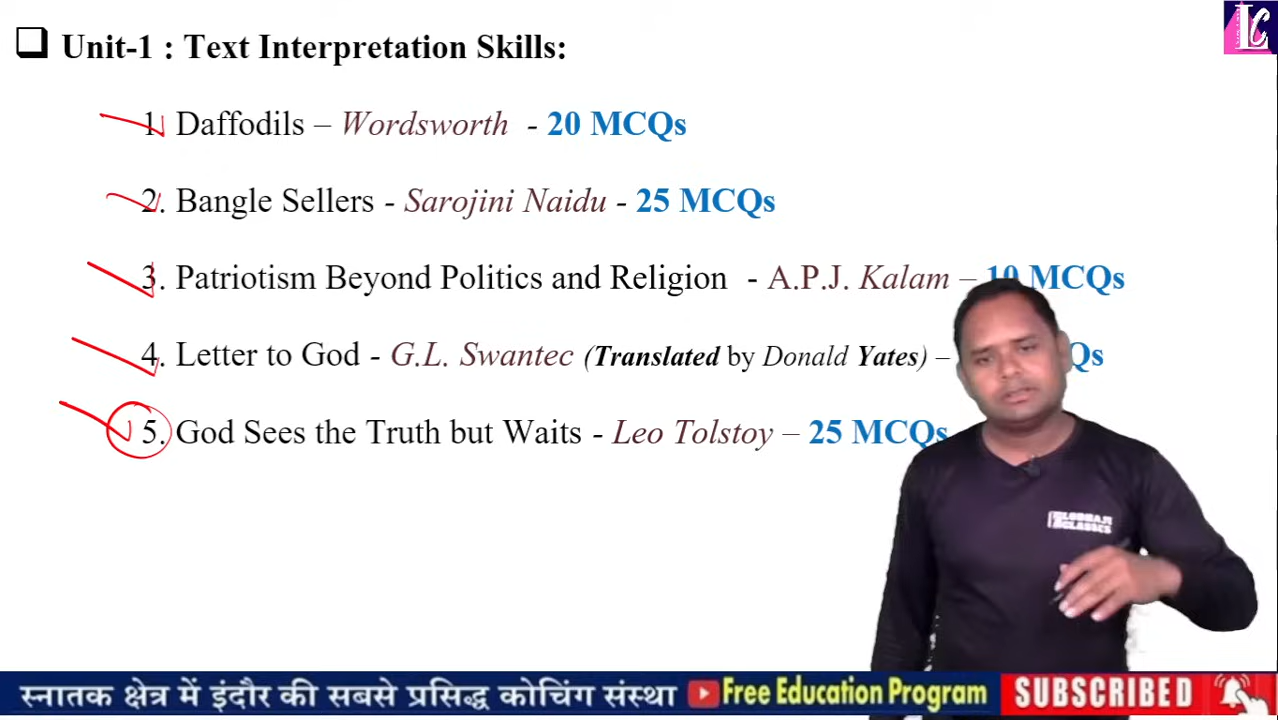 Unit-1 : Text Interpretation Skills:
1. Daffodils – Wordsworth - 20 MCQs
2. Bangle Sellers - Sarojini Naidu - 25 MCQs
3. Patriotism Beyond Politics and Religion - A.P.J. Kalam – 10 MCQs
4. Letter to God - G.L. Swantec (Translated by Donald Yates) –
5. God Sees the Truth but Waits - Leo Tolstoy – 25 MCQs
CLASSES
स्नातक क्षेत्र में इंदौर की सबसे प्रसिद्ध कोचिंग संस्था Free Education Program SUBSCRIBED